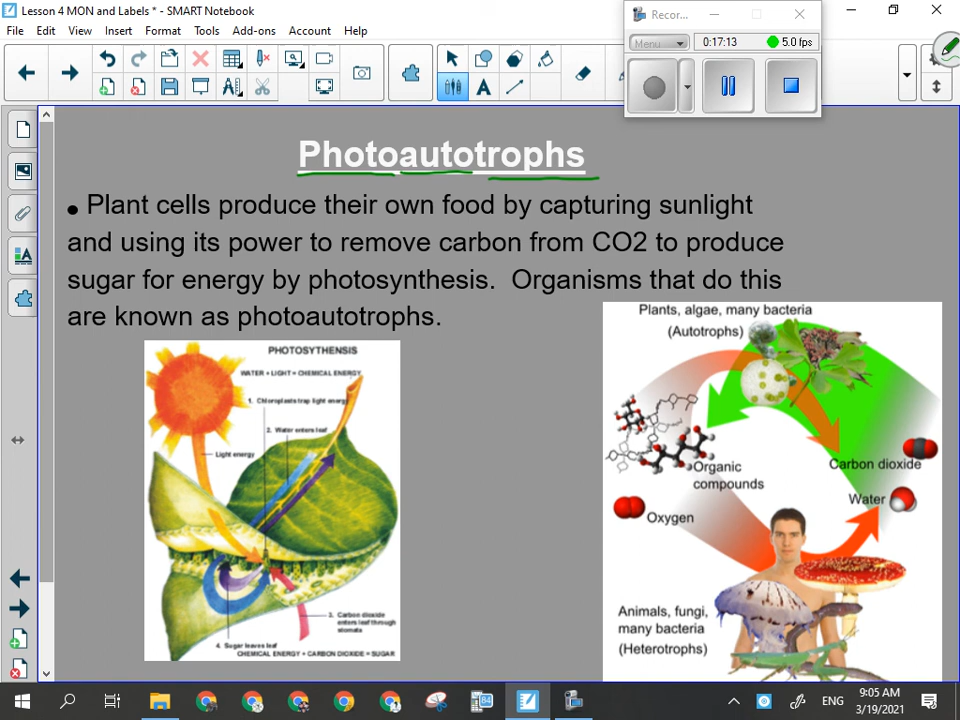 Lesson 4 MON and Labels * - SMART Notebook
Recor...
File Edit View Insert Format Tools Add-ons Account Help
Menu 0:17:13 5.0 fps
Photoautotrophs
• Plant cells produce their own food by capturing sunlight
and using its power to remove carbon from CO2 to produce
sugar for energy by photosynthesis. Organisms that do this
are known as photoautotrophs.
PHOTOSYTHENSIS
WATER + LIGHT = CHEMICAL ENERGY
1. Chloroplasts trap light energy
2. Water enters leaf
Light energy
3. Carbon dioxide
enters leaf through
stomata
4. Sugar leaves leaf
CHEMICAL ENERGY + CARBON DIOXIDE = SUGAR
Plants, algae, many bacteria
(Autotrophs)
Organic
compounds
Carbon dioxide
Water
Oxygen
Animals, fungi,
many bacteria
(Heterotrophs)
ENG
9:05 AM
3/19/2021